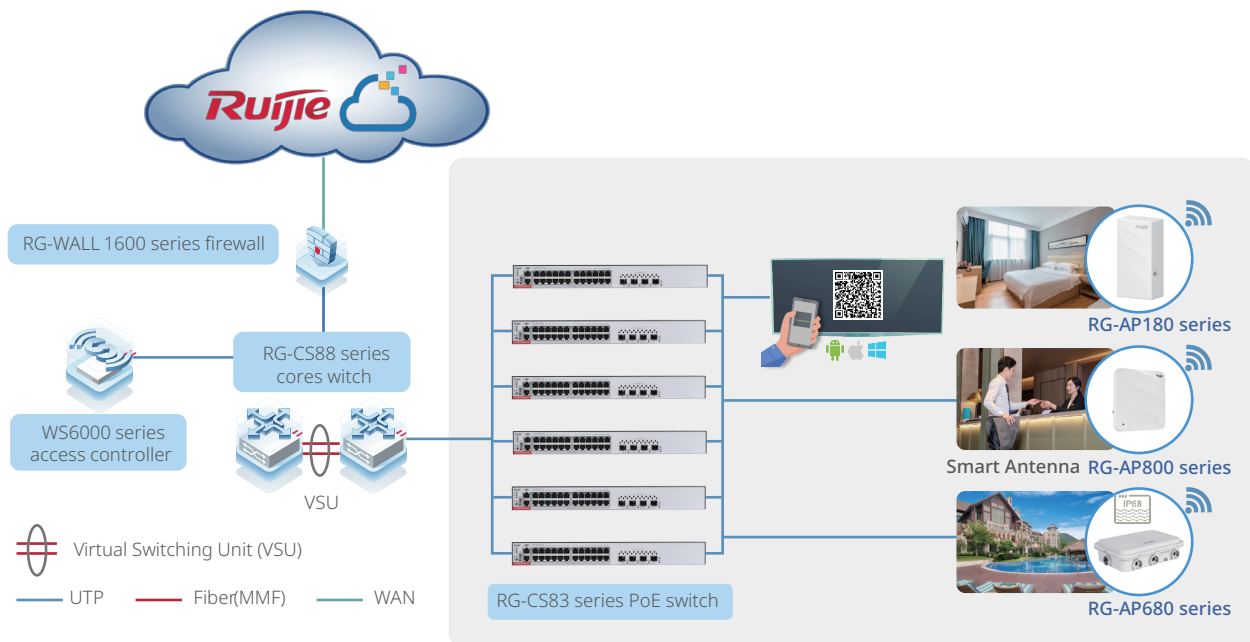 Ruijie
RG-WALL 1600 series firewall
RG-CS88 series
cores witch
WS6000 series
access controller
VSU
Virtual Switching Unit (VSU)
UTP
Fiber(MMF)
WAN
RG-CS83 series PoE switch
RG-AP180 series
Smart Antenna
RG-AP800 series
IP68
RG-AP680 series